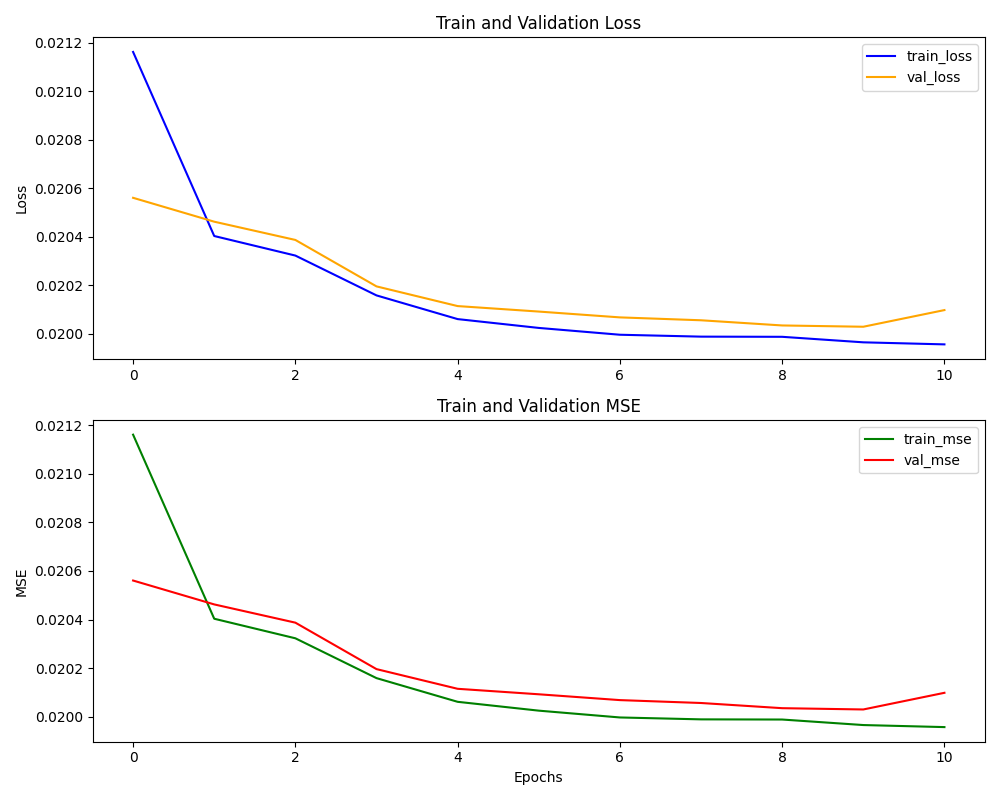 Train and Validation Loss
0.0212
0.0210
0.0208
0.0206
0.0204
0.0202
0.0200
Loss
train_loss
val_loss
0 2 4 6 8 10
Train and Validation MSE
0.0212
0.0210
0.0208
0.0206
0.0204
0.0202
0.0200
MSE
train_mse
val_mse
0 2 4 6 8 10
Epochs